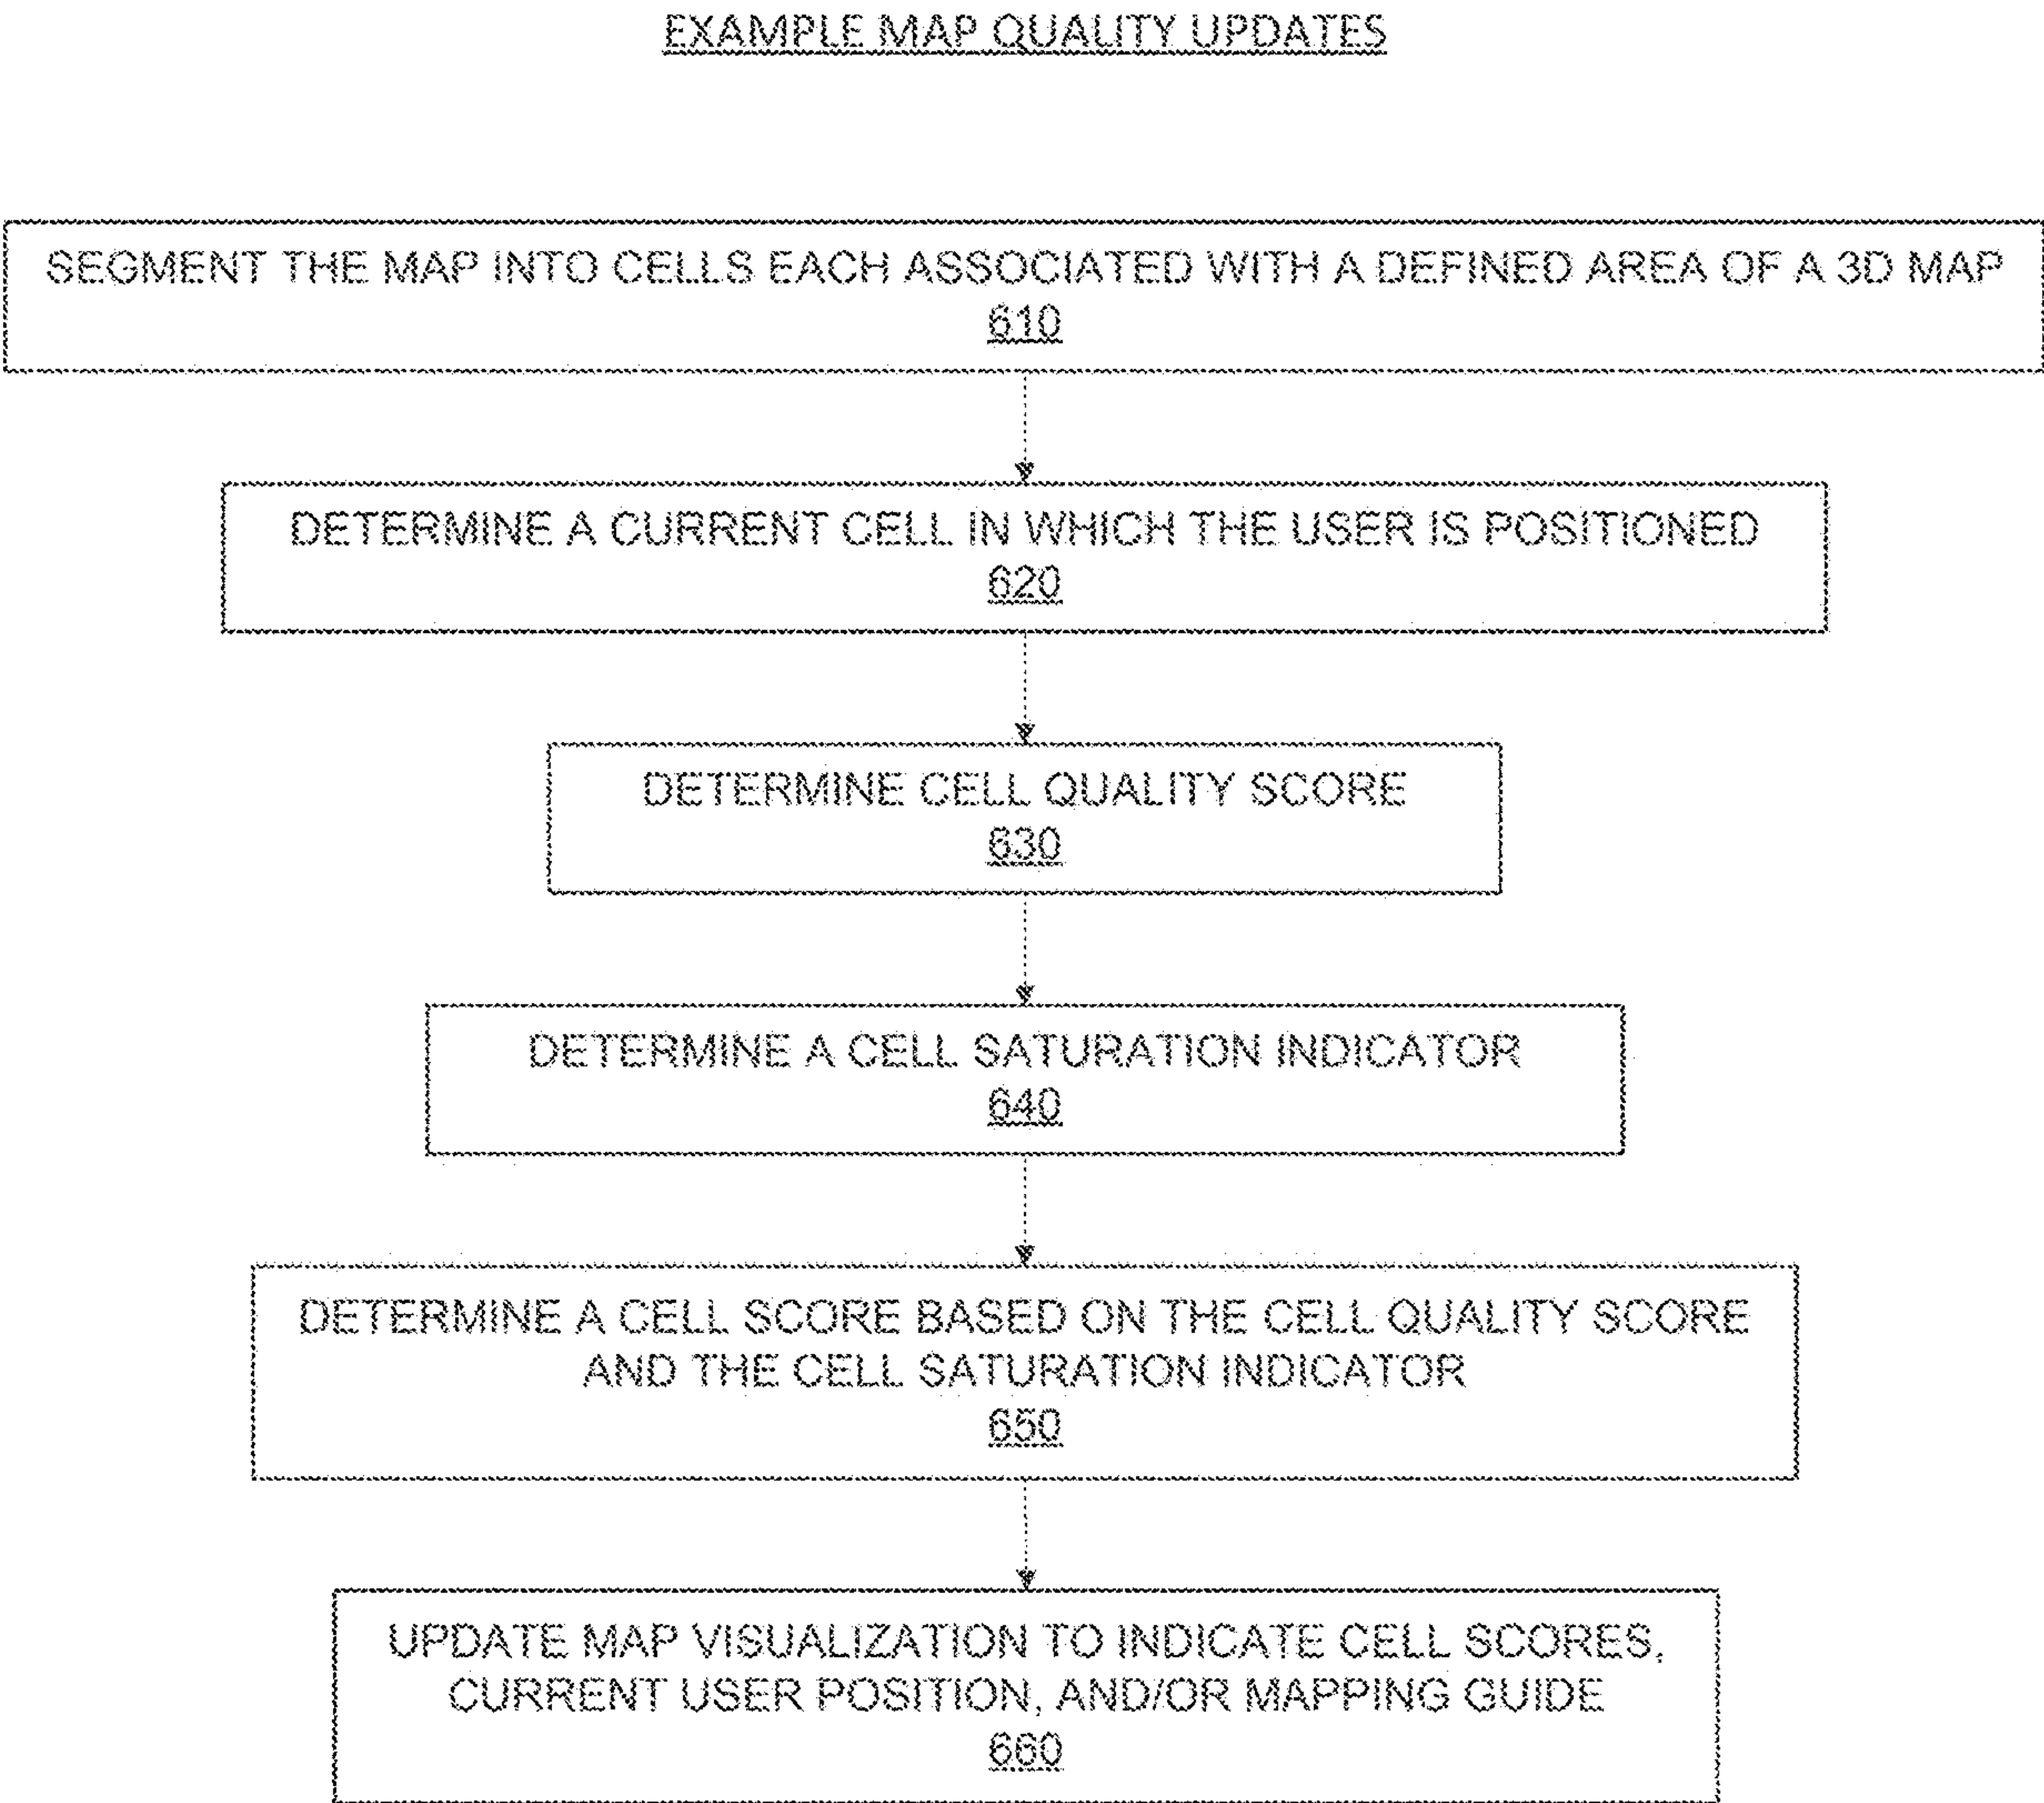 EXAMPLE MAP QUALITY UPDATES
SEGMENT THE MAP INTO CELLS EACH ASSOCIATED WITH A DEFINED AREA OF A 3D MAP
610
DETERMINE A CURRENT CELL IN WHICH THE USER IS POSITIONED
620
DETERMINE CELL QUALITY SCORE
630
DETERMINE A CELL SATURATION INDICATOR
640
DETERMINE A CELL SCORE BASED ON THE CELL QUALITY SCORE
AND THE CELL SATURATION INDICATOR
650
UPDATE MAP VISUALIZATION TO INDICATE CELL SCORES,
CURRENT USER POSITION, AND/OR MAPPING GUIDE
660